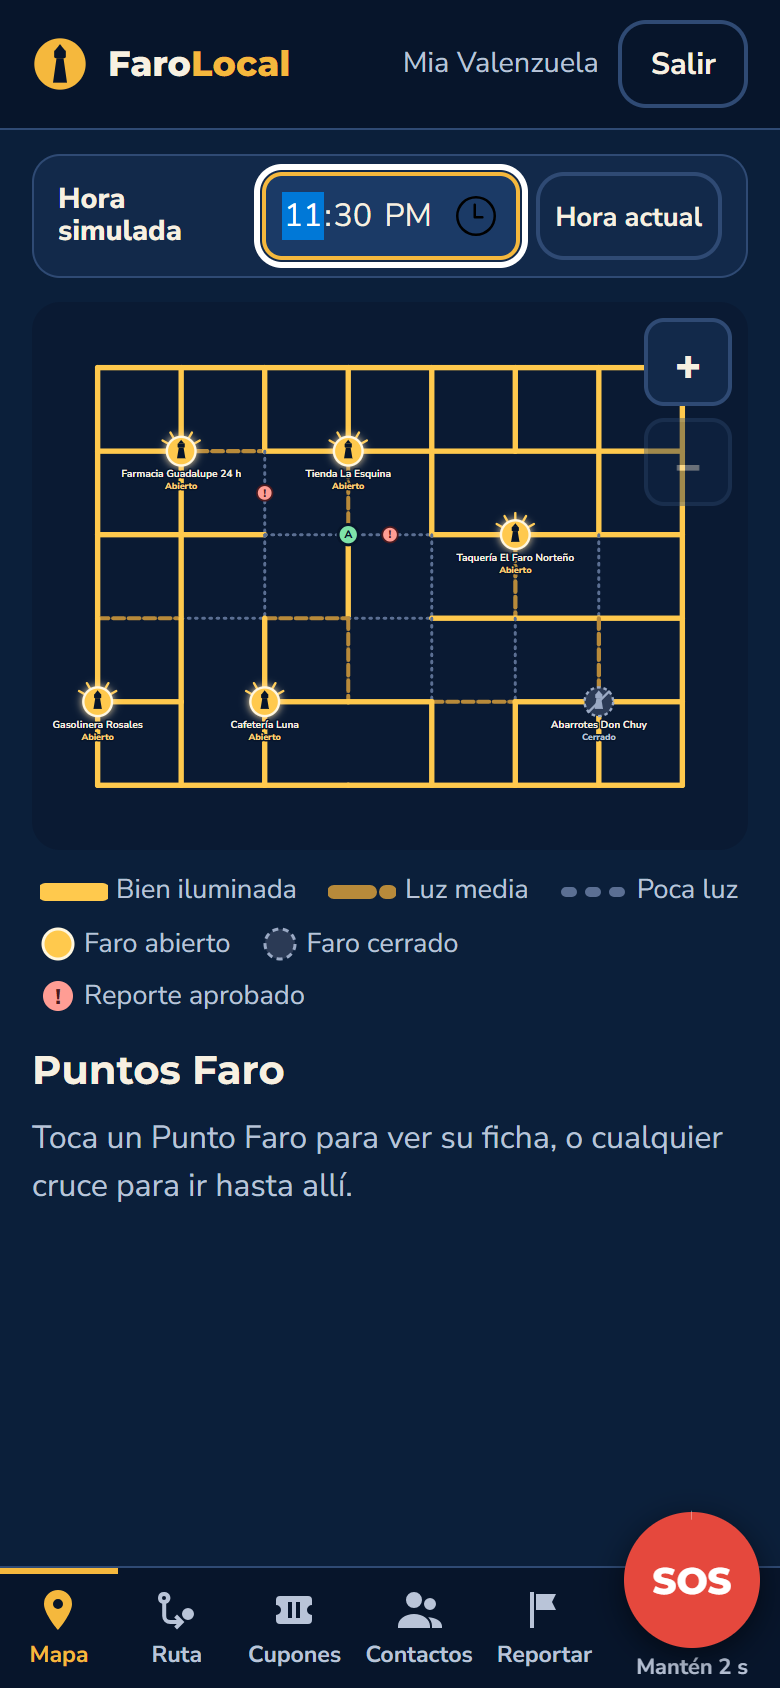 FaroLocal
Mia Valenzuela
Salir
Hora
simulada
11:30 PM
Hora actual
+
−
Farmacia Guadalupe 24 h
Abierto
Tienda La Esquina
Abierto
!
A
!
Taquería El Faro Norteño
Abierto
Gasolinera Rosales
Abierto
Cafetería Luna
Abierto
Abarrotes Don Chuy
Cerrado
Bien iluminada
Luz media
Poca luz
Faro abierto
Faro cerrado
! Reporte aprobado
Puntos Faro
Toca un Punto Faro para ver su ficha, o cualquier
cruce para ir hasta allí.
SOS
Mapa
Ruta
Cupones
Contactos
Reportar
Mantén 2 s